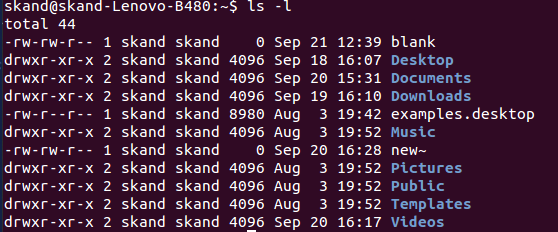 skand@skand-Lenovo-B480:~$ ls -l
total 44
-rw-rw-r-- 1 skand skand    0 Sep 21 12:39 blank
drwxr-xr-x 2 skand skand 4096 Sep 18 16:07 Desktop
drwxr-xr-x 2 skand skand 4096 Sep 20 15:31 Documents
drwxr-xr-x 2 skand skand 4096 Sep 19 16:10 Downloads
-rw-r--r-- 1 skand skand 8980 Aug  3 19:42 examples.desktop
drwxr-xr-x 2 skand skand 4096 Aug  3 19:52 Music
-rw-rw-r-- 1 skand skand    0 Sep 20 16:28 new~
drwxr-xr-x 2 skand skand 4096 Aug  3 19:52 Pictures
drwxr-xr-x 2 skand skand 4096 Aug  3 19:52 Public
drwxr-xr-x 2 skand skand 4096 Aug  3 19:52 Templates
drwxr-xr-x 2 skand skand 4096 Sep 20 16:17 Videos